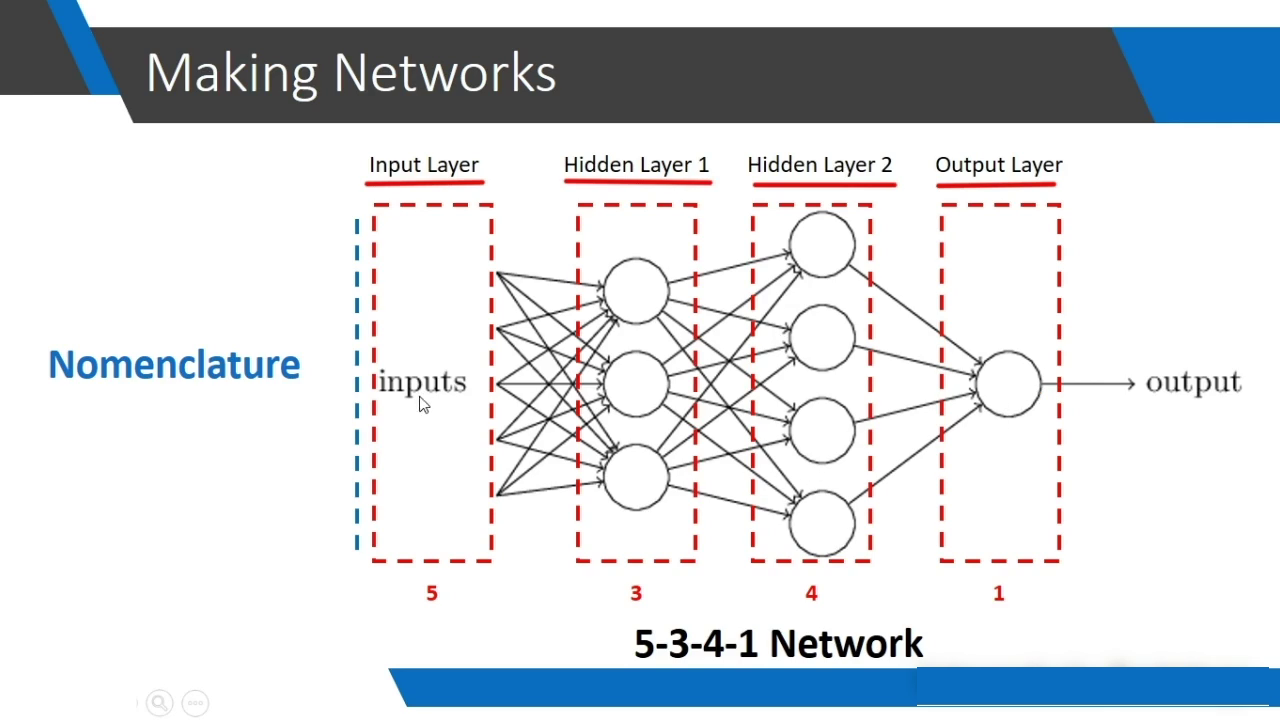 Making Networks
Input Layer
Hidden Layer 1
Hidden Layer 2
Output Layer
Nomenclature
inputs
output
5
3
4
1
5-3-4-1 Network